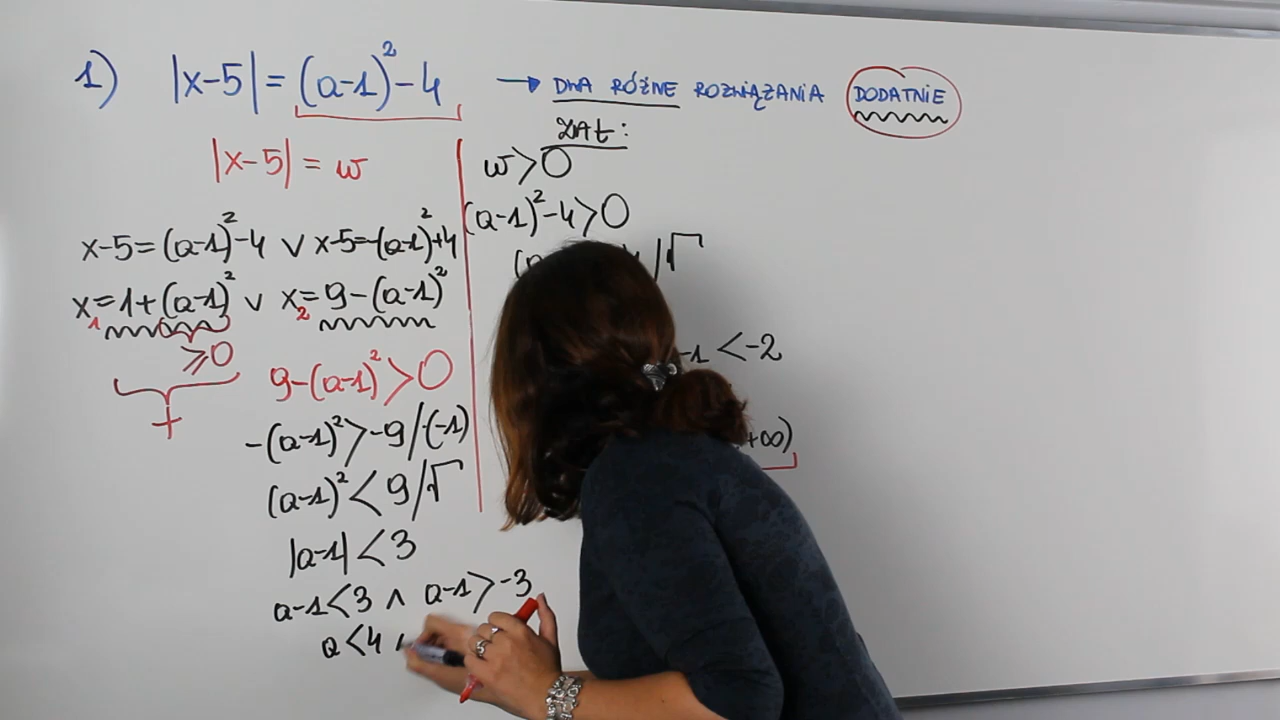 1) |x-5| = (a-1)² - 4 → DWA RÓŻNE ROZWIĄZANIA DODATNIE
|x-5| = w
x-5=(a-1)²-4 ∨ x-5=-(a-1)²+4
x₁=1+(a-1)² ∨ x₂=9-(a-1)²
≥0
+
9-(a-1)²>0
-(a-1)²>-9 /·(-1)
(a-1)²<9 /√
|a-1|<3
a-1<3 ∧ a-1>-3
a<4
ZAŁ:
w>0
(a-1)²-4>0
/√
-1 <-2
+∞)